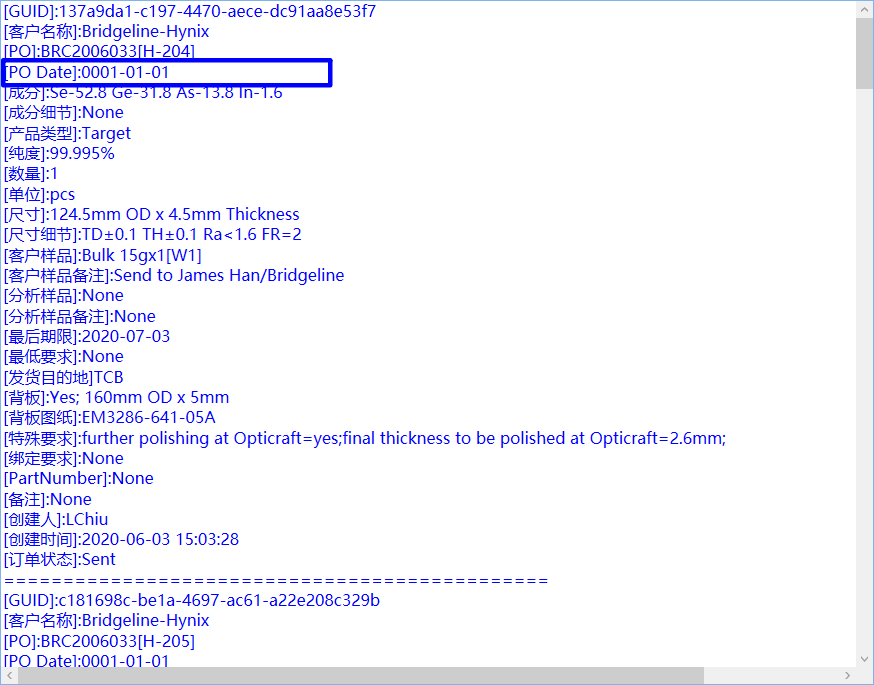 [GUID]:137a9da1-c197-4470-aece-dc91aa8e53f7
[客户名称]:Bridgeline-Hynix
[PO]:BRC2006033[H-204]
[PO Date]:0001-01-01
[成分]:Se-52.8 Ge-31.8 As-13.8 In-1.6
[成分细节]:None
[产品类型]:Target
[纯度]:99.995%
[数量]:1
[单位]:pcs
[尺寸]:124.5mm OD x 4.5mm Thickness
[尺寸细节]:TD±0.1 TH±0.1 Ra<1.6 FR=2
[客户样品]:Bulk 15gx1[W1]
[客户样品备注]:Send to James Han/Bridgeline
[分析样品]:None
[分析样品备注]:None
[最后期限]:2020-07-03
[最低要求]:None
[发货目的地]TCB
[背板]:Yes; 160mm OD x 5mm
[背板图纸]:EM3286-641-05A
[特殊要求]:further polishing at Opticraft=yes;final thickness to be polished at Opticraft=2.6mm;
[绑定要求]:None
[PartNumber]:None
[备注]:None
[创建人]:LChiu
[创建时间]:2020-06-03 15:03:28
[订单状态]:Sent
==============================================
[GUID]:c181698c-be1a-4697-ac61-a22e208c329b
[客户名称]:Bridgeline-Hynix
[PO]:BRC2006033[H-205]
[PO Date]:0001-01-01